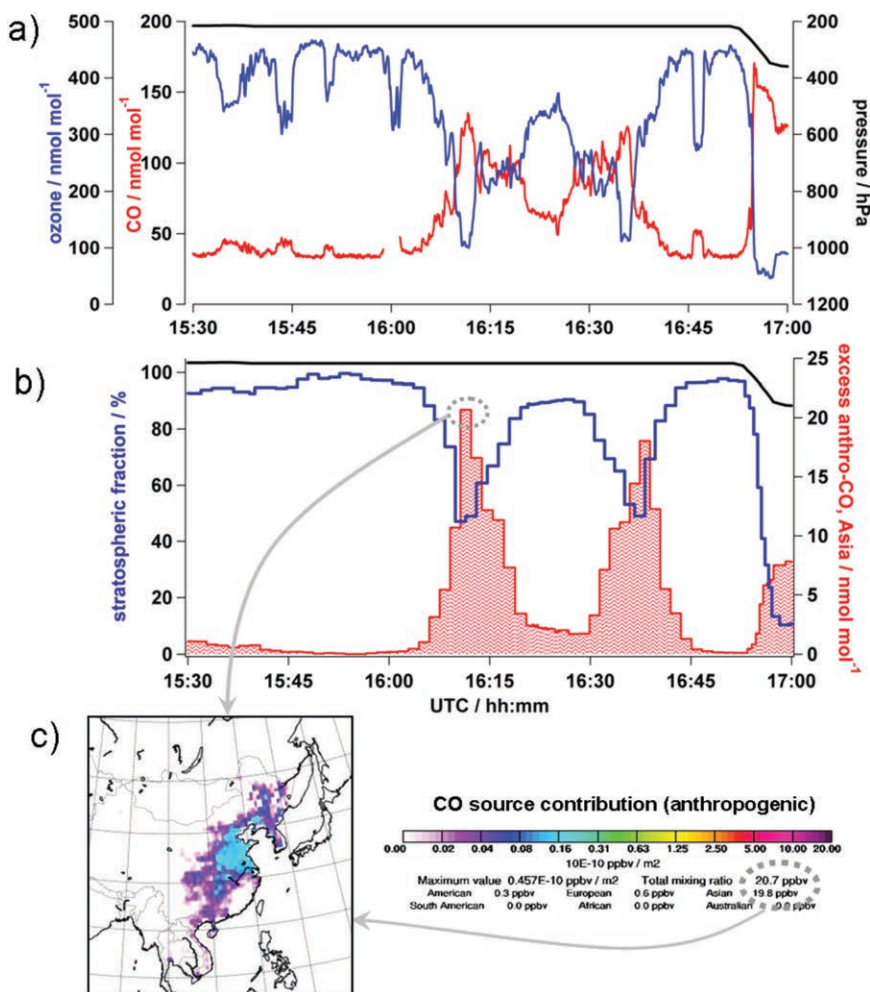 a)
500
400
300
200
100
0
ozone / nmol mol-1
200
150
100
50
0
CO / nmol mol-1
200
400
600
800
1000
1200
pressure / hPa
15:30 15:45 16:00 16:15 16:30 16:45 17:00
b)
100
80
60
40
20
0
stratospheric fraction / %
25
20
15
10
5
0
excess anthro-CO, Asia / nmol mol-1
15:30 15:45 16:00 16:15 16:30 16:45 17:00
UTC / hh:mm
c)
CO source contribution (anthropogenic)
0.00 0.02 0.04 0.08 0.16 0.31 0.63 1.25 2.50 5.00 10.00 20.00
10E-10 ppbv / m2
Maximum value 0.457E-10 ppbv / m2 Total mixing ratio 20.7 ppbv
American 0.3 ppbv European 0.6 ppbv Asian 19.8 ppbv
South American 0.0 ppbv African 0.0 ppbv Australian 0.0 ppbv